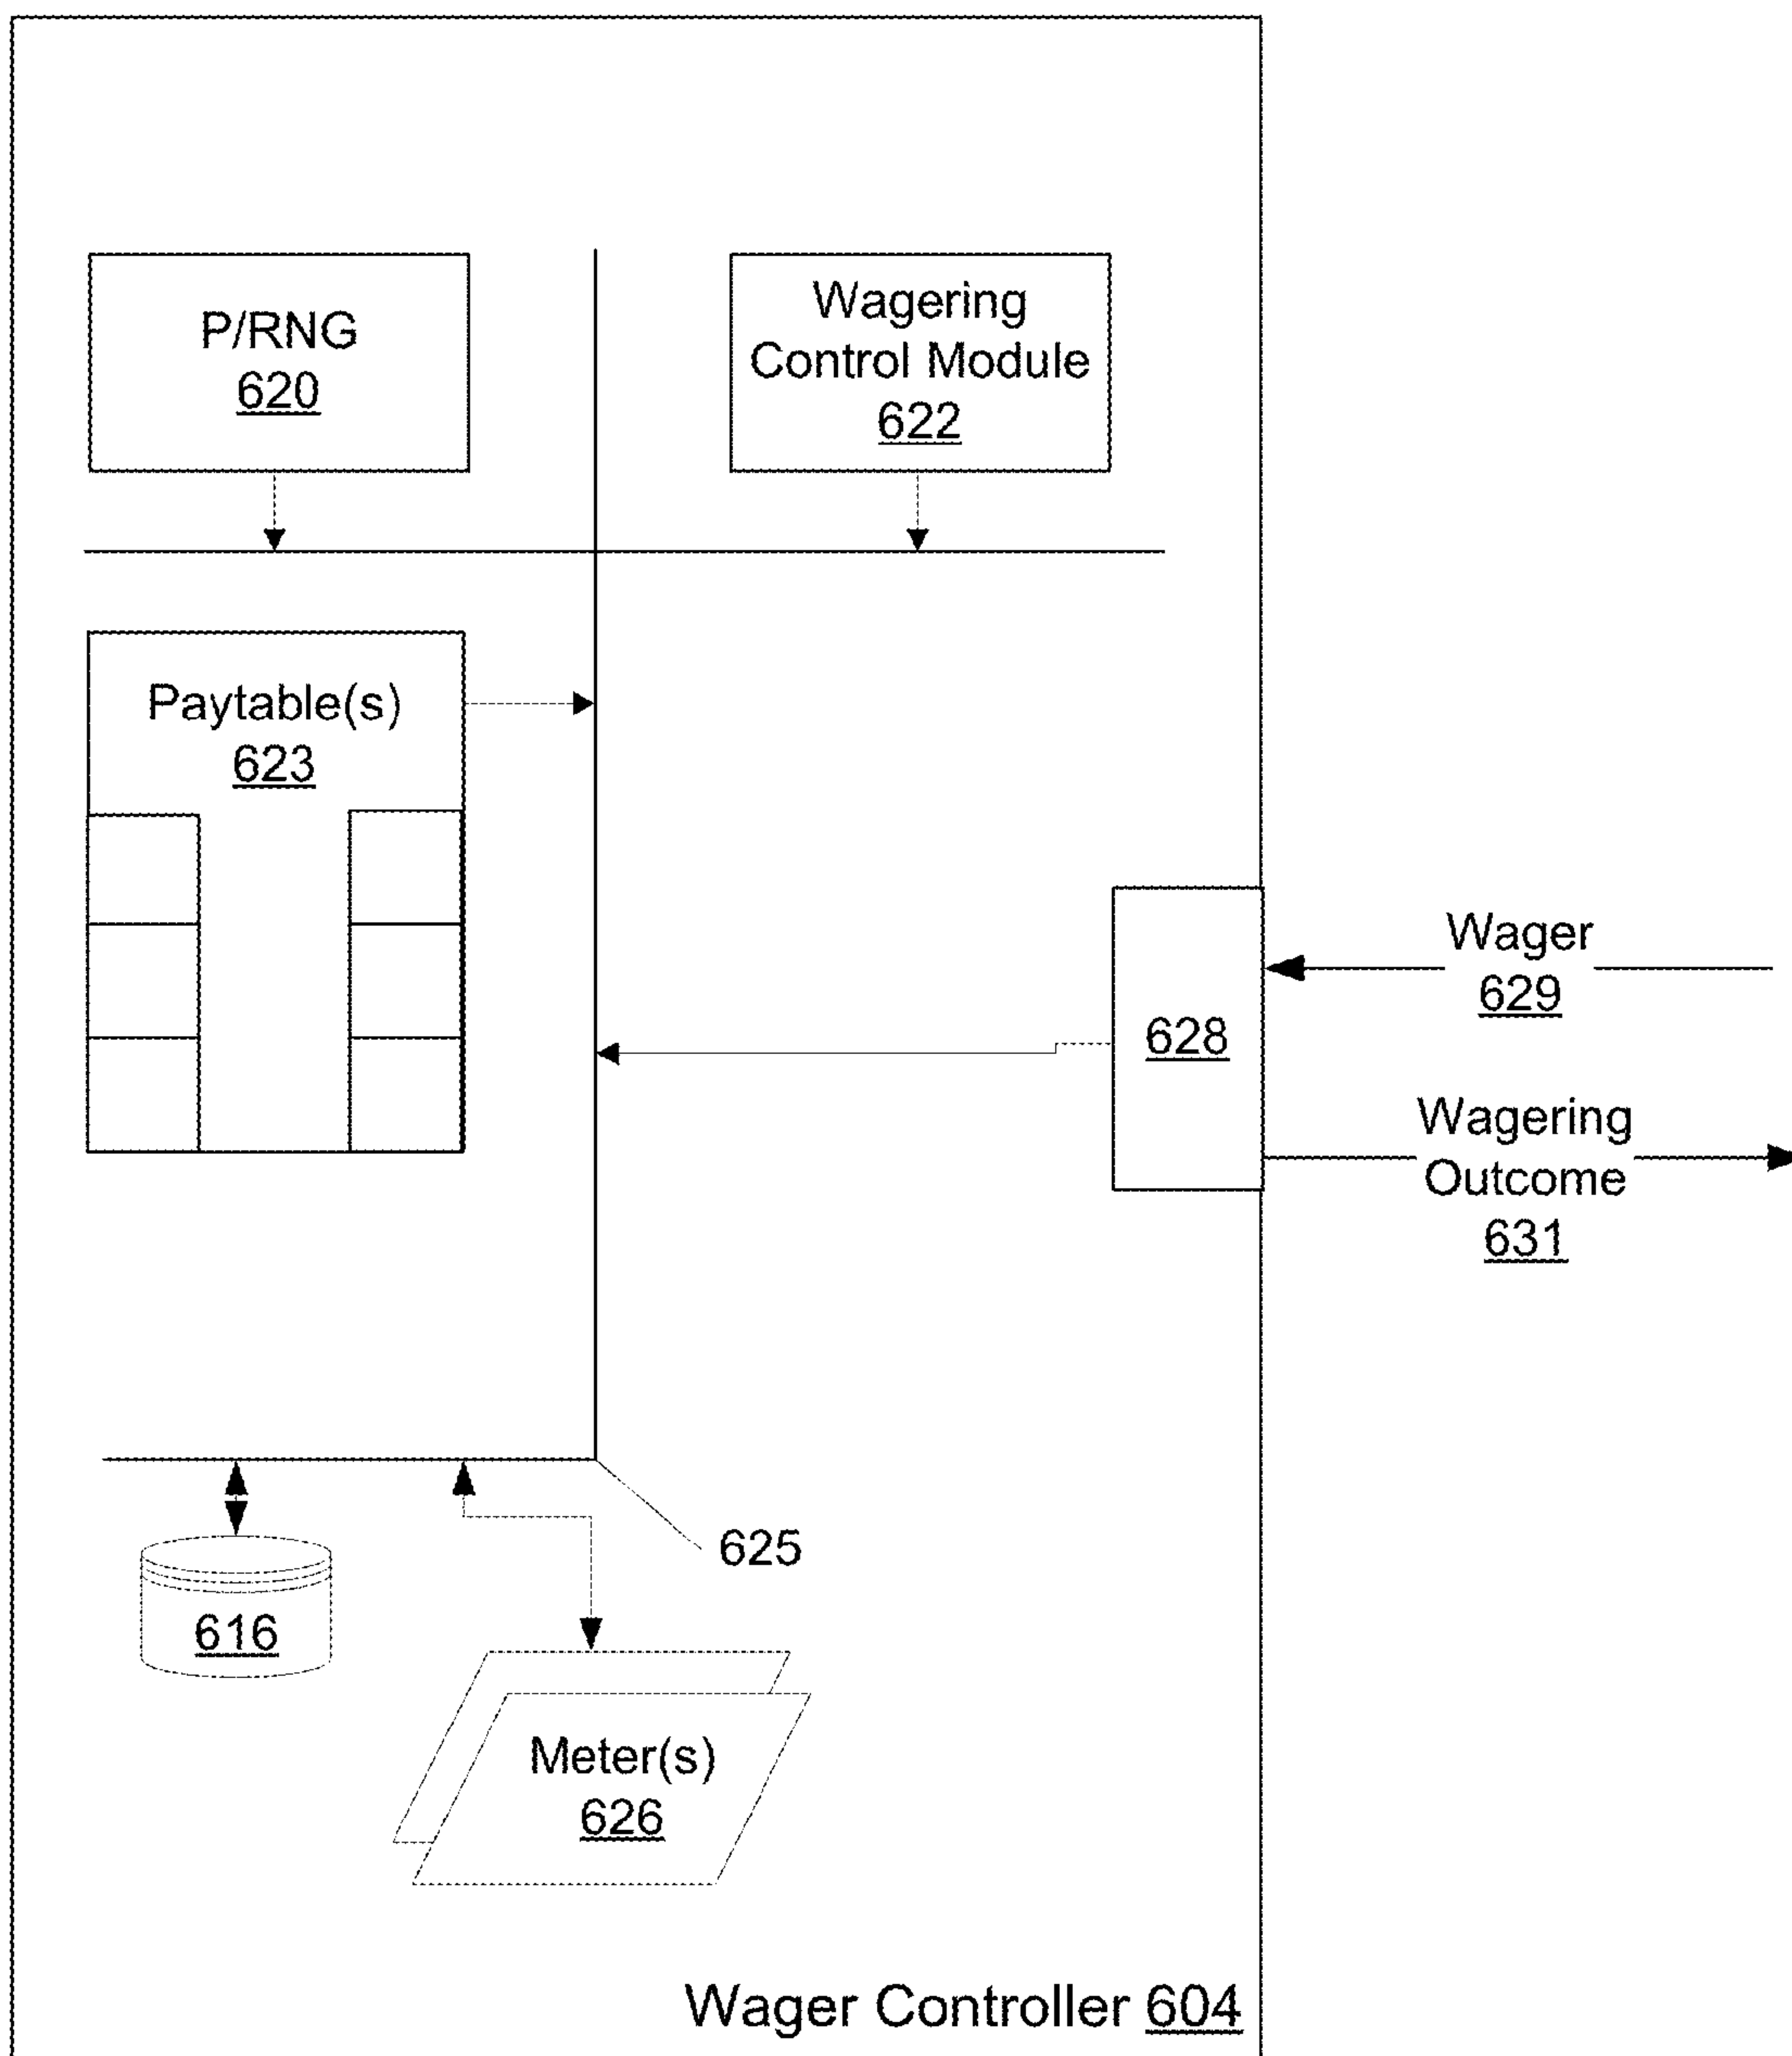 P/RNG
620
Wagering
Control Module
622
Paytable(s)
623
Wager
629
628
Wagering
Outcome
631
625
616
Meter(s)
626
Wager Controller 604